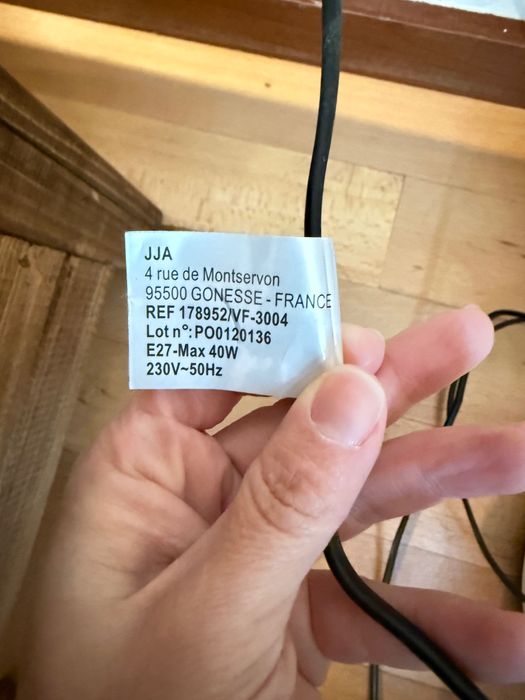 JJA
4 rue de Montservon
95500 GONESSE - FRANCE
REF 178952/VF-3004
Lot n°:PO0120136
E27-Max 40W
230V~50Hz